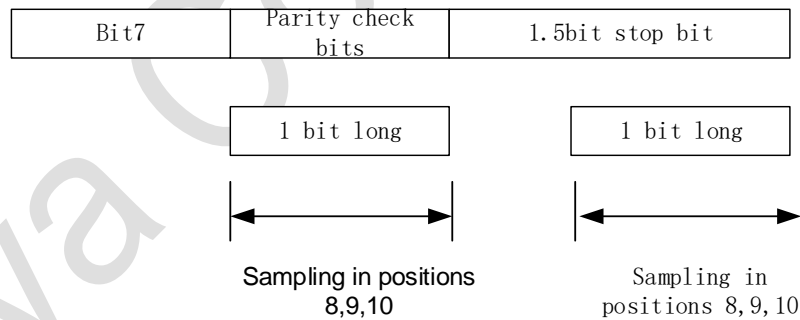 Bit7
Parity check
bits
1.5bit stop bit
1 bit long
1 bit long
Sampling in positions
8,9,10
Sampling in
positions 8,9,10